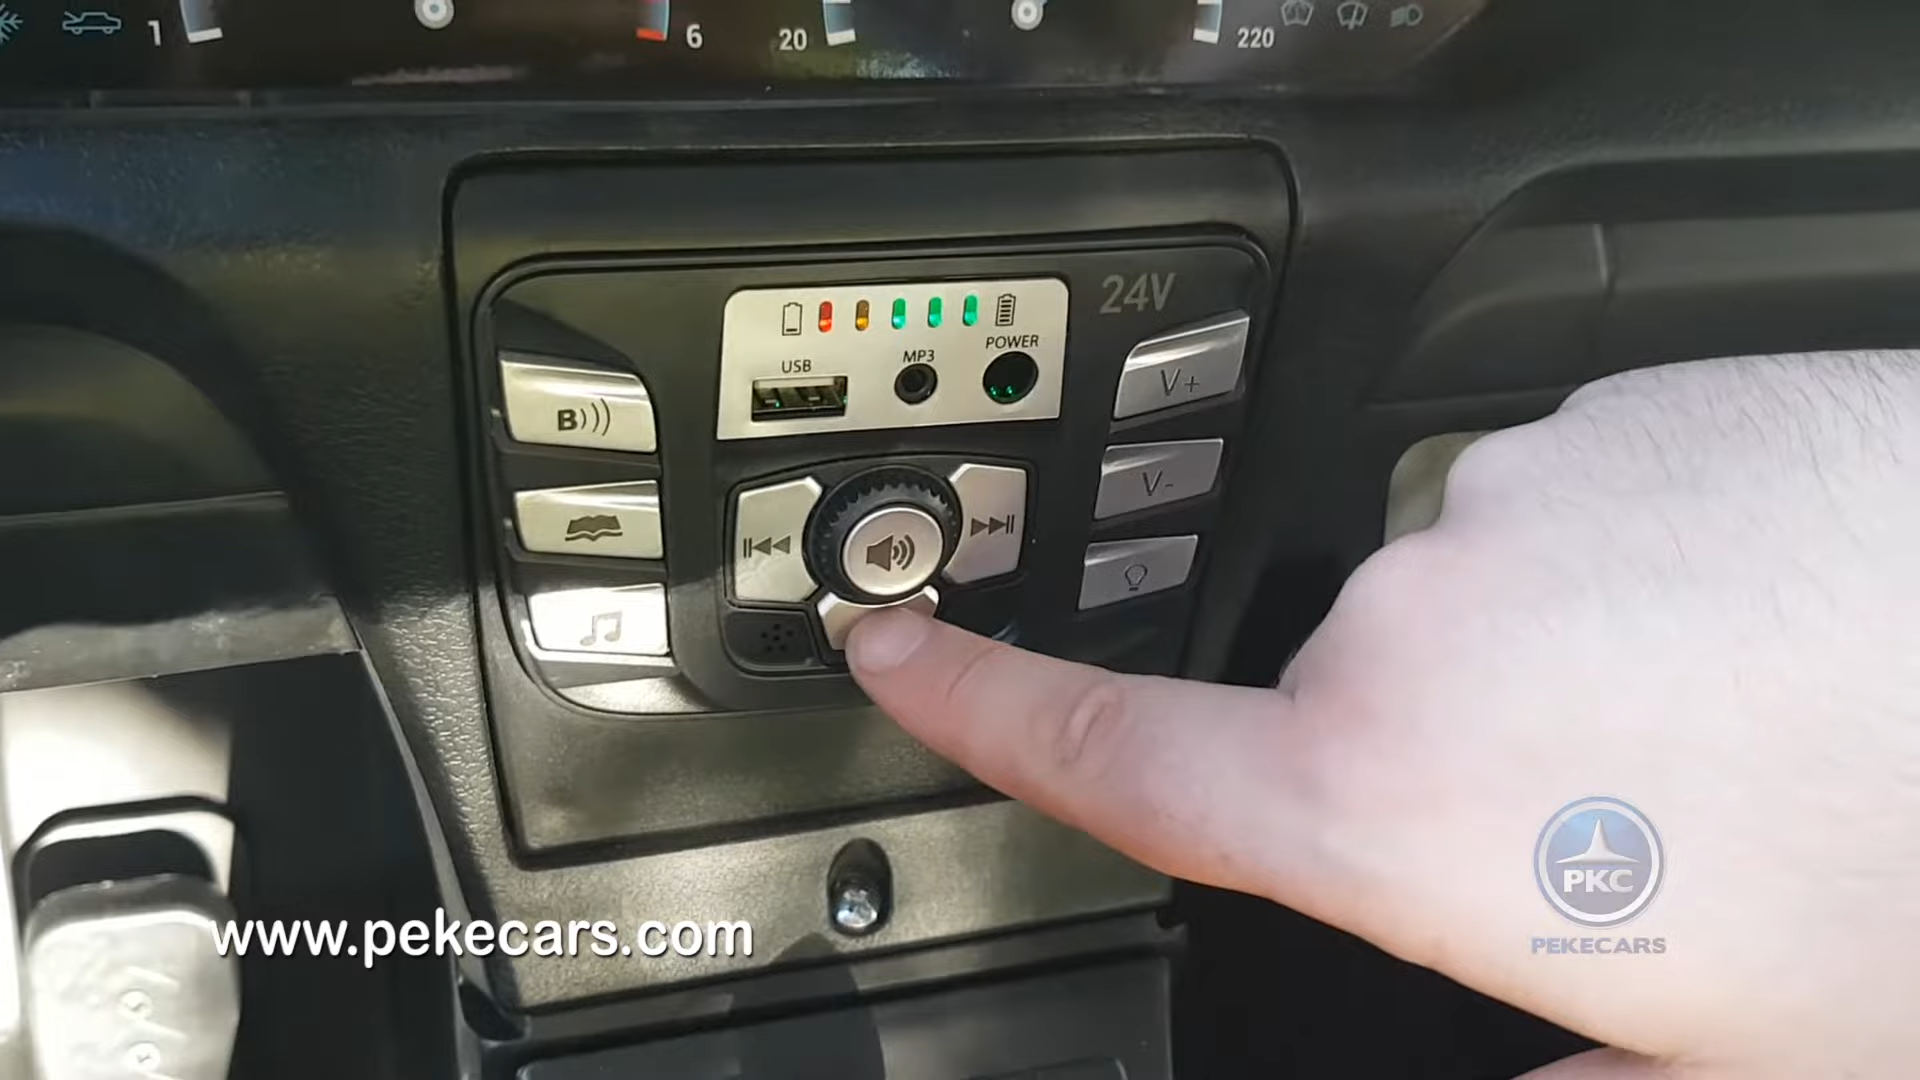 1
6
20
220
24V
USB
MP3
POWER
B
V+
V-
www.pekecars.com
PKC
PEKECARS